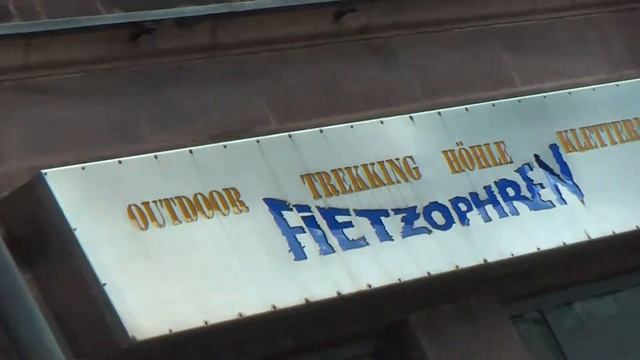 OUTDOOR TREKKING HÖHLE
FiETZOPHREN